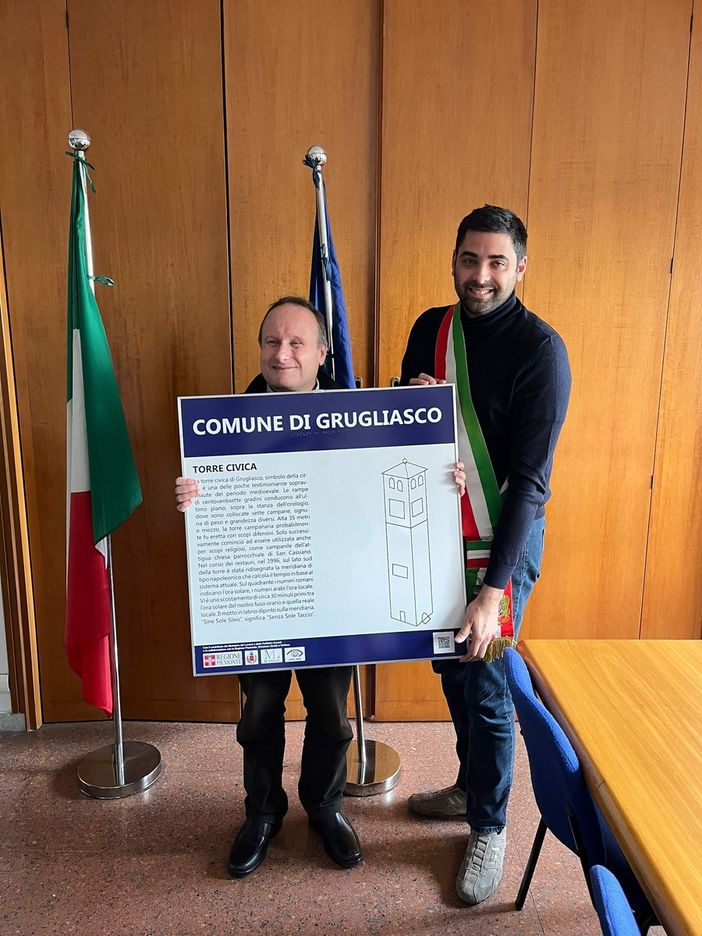 COMUNE DI GRUGLIASCO
TORRE CIVICA
a torre civica di Grugliasco, simbolo della cit-
è una delle poche testimonianze soprav-
ssute del periodo medioevale. Le rampe
centoventisette gradini conducono all'ul-
timo piano, sopra la stanza dell'orologio,
dove sono collocate sette campane, ognu-
na di peso e grandezza diversi. Alta 35 metri
e mezzo, la torre campanaria probabilmen-
te fu eretta con scopi difensivi. Solo successi-
vamente cominciò ad essere utilizzata anche
per scopi religiosi, come campanile dell'at-
tigua chiesa parrocchiale di San Cassiano.
Nel corso dei restauri, nel 1996, sul lato sud
della torre è stata ridisegnata la meridiana di
tipo napoleonico che calcola il tempo in base al
sistema attuale. Sul quadrante i numeri romani
indicano l'ora solare, i numeri arabi l'ora locale.
Vi è uno scostamento di circa 30 minuti prima tra
l'ora solare del nostro fuso orario e quella reale
locale. Il motto in latino dipinto sulla meridiana,
"Sine Sole Sileo", significa "Senza Sole Taccio"
REGIONE
PIEMONTE